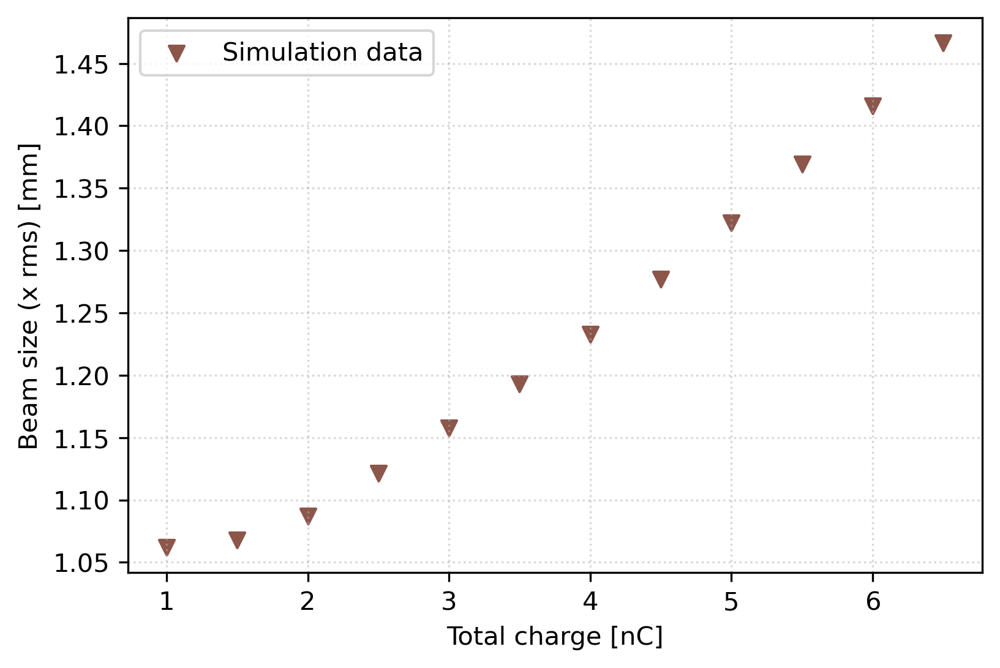 Simulation data
Beam size (x rms) [mm]
1.45
1.40
1.35
1.30
1.25
1.20
1.15
1.10
1.05
1 2 3 4 5 6
Total charge [nC]